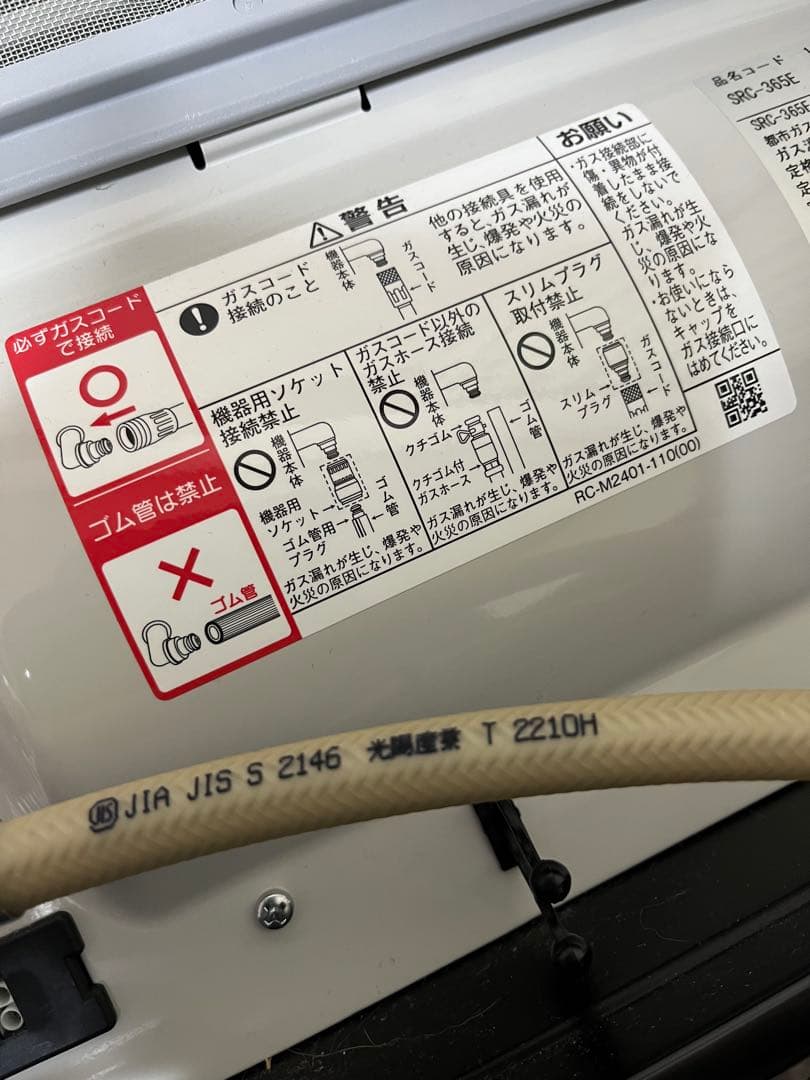 必ずガスコード
で接続
ゴム管は禁止
ゴム管
警告
ガスコード
接続のこと
機器本体
ガスコード
他の接続具を使用
すると、ガス漏れが
生じ、爆発や火災の
原因になります。
機器用ソケット
接続禁止
機器本体
機器用
ソケット
ゴム管用
プラグ
ゴム管
ガス漏れが生じ、爆発や
火災の原因になります。
ガスコード以外の
ガスホース接続
禁止
機器本体
クチゴム
クチゴム付
ガスホース
ゴム管
ガス漏れが生じ、爆発や
火災の原因になります。
スリムプラグ
取付禁止
機器本体
スリム
プラグ
ガスコード
ガス漏れが生じ、爆発や
火災の原因になります。
お願い
・ガス接続部に
傷・異物が付
着したまま接
続をしないで
ください。
ガス漏れが生
じ、爆発や
火災の原因にな
ります。
・お使いになら
ないときは、
キャップを
ガス接続口に
はめてください。
RC-M2401-110(00)
品名コード
SRC-365E
SRC-365E
都市ガス
JIS JIA JIS S 2146 光陽産業 T 2210H